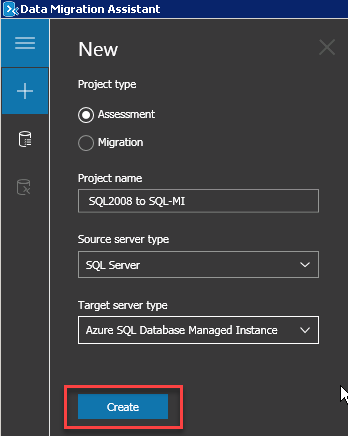 Data Migration Assistant
New
Project type
Assessment
Migration
Project name
SQL2008 to SQL-MI
Source server type
SQL Server
Target server type
Azure SQL Database Managed Instance
Create